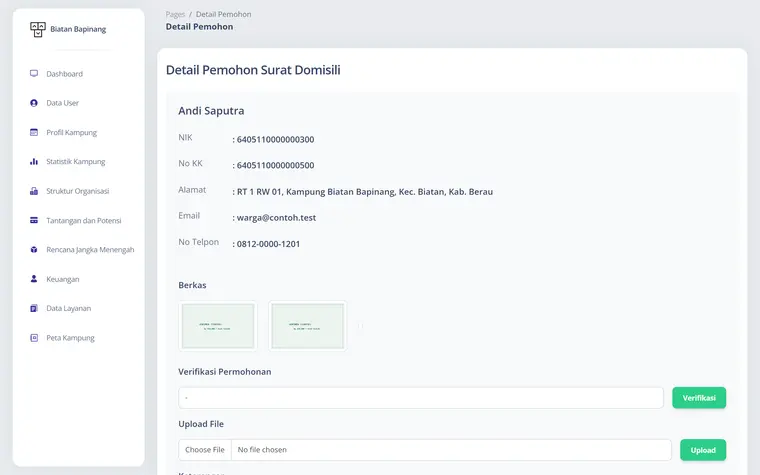 Biatan Bapinang
Dashboard
Data User
Profil Kampung
Statistik Kampung
Struktur Organisasi
Tantangan dan Potensi
Rencana Jangka Menengah
Keuangan
Data Layanan
Peta Kampung
Pages / Detail Pemohon
Detail Pemohon
Detail Pemohon Surat Domisili
Andi Saputra
NIK : 6405110000000300
No KK : 6405110000000500
Alamat : RT 1 RW 01, Kampung Biatan Bapinang, Kec. Biatan, Kab. Berau
Email : warga@contoh.test
No Telpon : 0812-0000-1201
Berkas
Verifikasi Permohonan
- Verifikasi
Upload File
Choose File No file chosen Upload